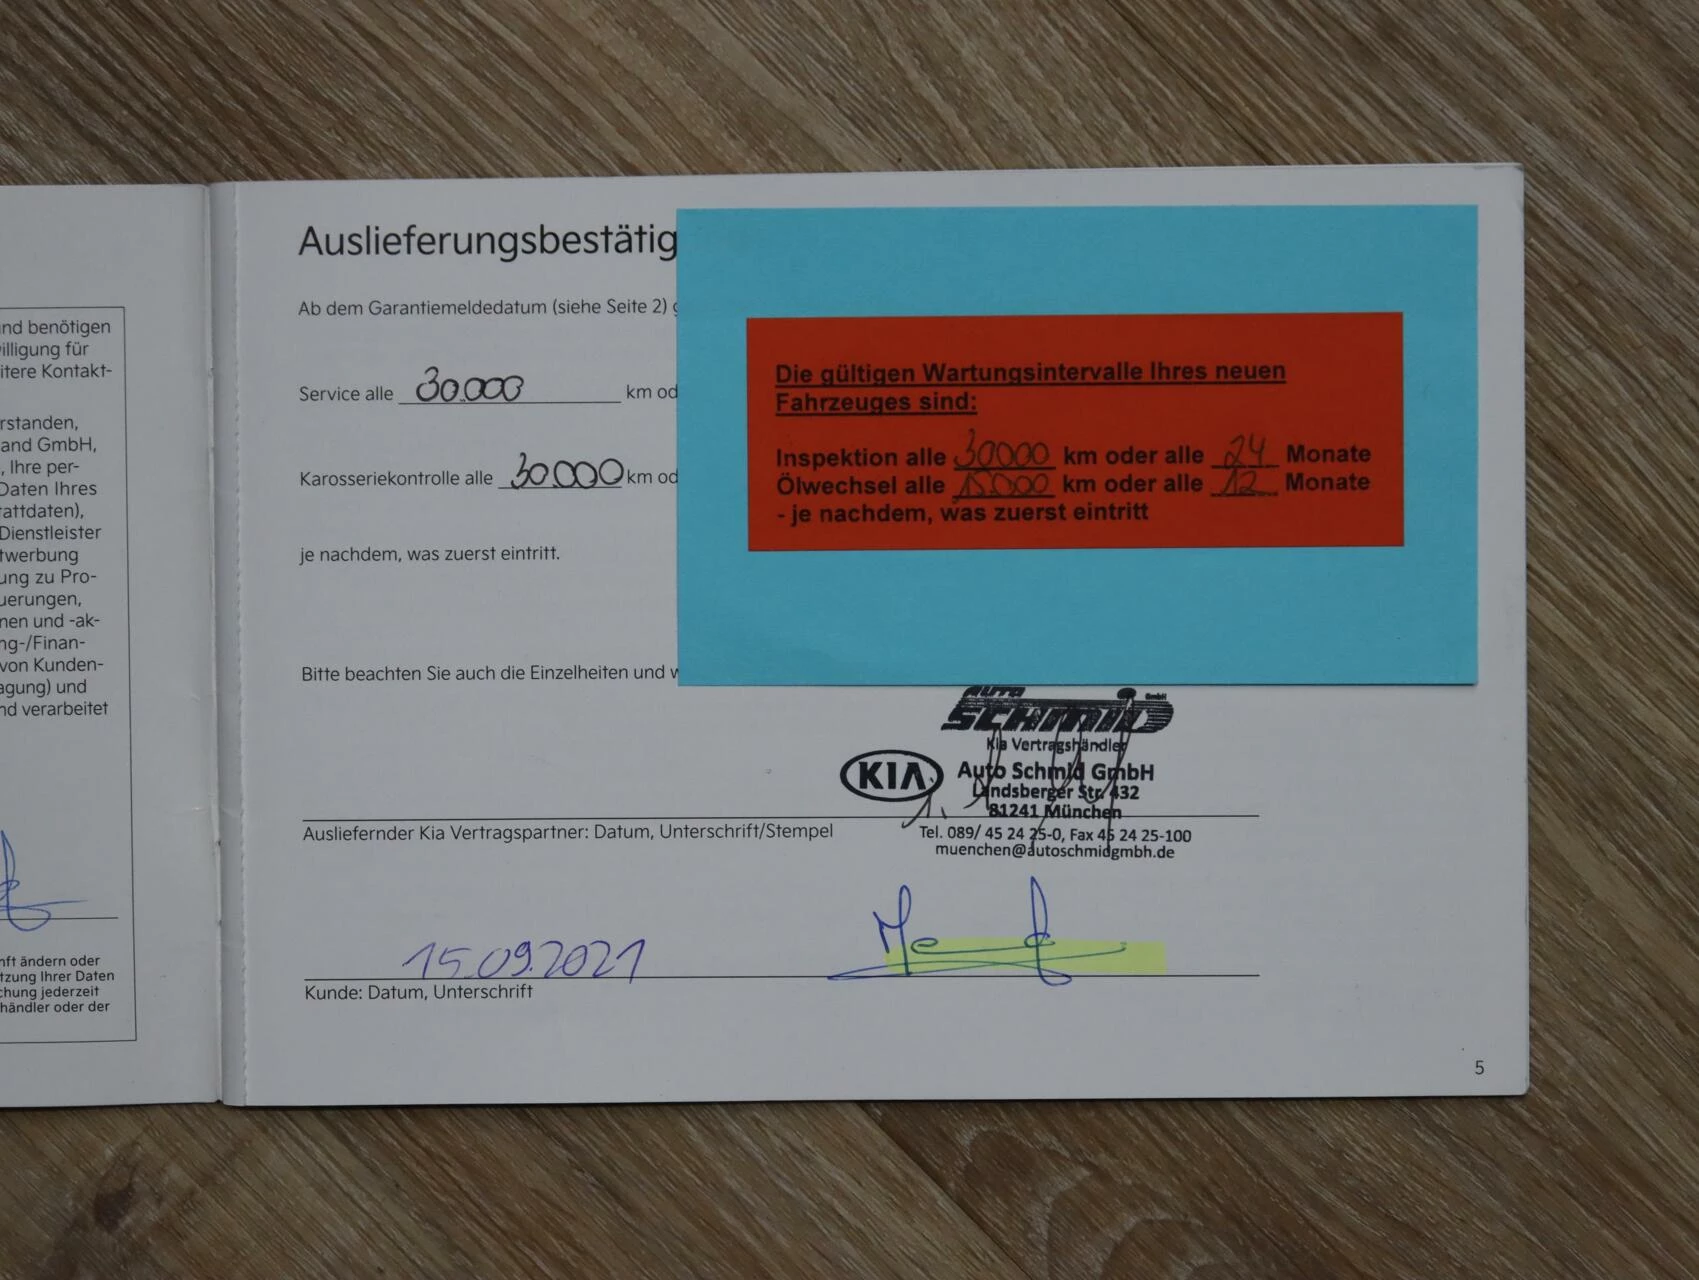 nd benötigen
illigung für
itere Kontakt-
rstanden,
and GmbH,
, Ihre per-
Daten Ihres
tattdaten),
Dienstleister
twerbung
ung zu Pro-
uerungen,
nen und -ak-
ng-/Finan-
von Kunden-
agung) und
nd verarbeitet
nft ändern oder
tzung Ihrer Daten
chung jederzeit
händler oder der
Auslieferungsbestätig
Ab dem Garantiemeldedatum (siehe Seite 2) g
Service alle 30.000 km od
Karosseriekontrolle alle 30.000 km od
je nachdem, was zuerst eintritt.
Bitte beachten Sie auch die Einzelheiten und w
Die gültigen Wartungsintervalle Ihres neuen
Fahrzeuges sind:
Inspektion alle 30000 km oder alle 24 Monate
Ölwechsel alle 15.000 km oder alle 12 Monate
- je nachdem, was zuerst eintritt
AUTO
SCHMID GmbH
Kia Vertragshändler
KIA Auto Schmid GmbH
Landsberger Str. 432
81241 München
Tel. 089/ 45 24 25-0, Fax 45 24 25-100
muenchen@autoschmidgmbh.de
Ausliefernder Kia Vertragspartner: Datum, Unterschrift/Stempel
15.09.2021
Kunde: Datum, Unterschrift
5